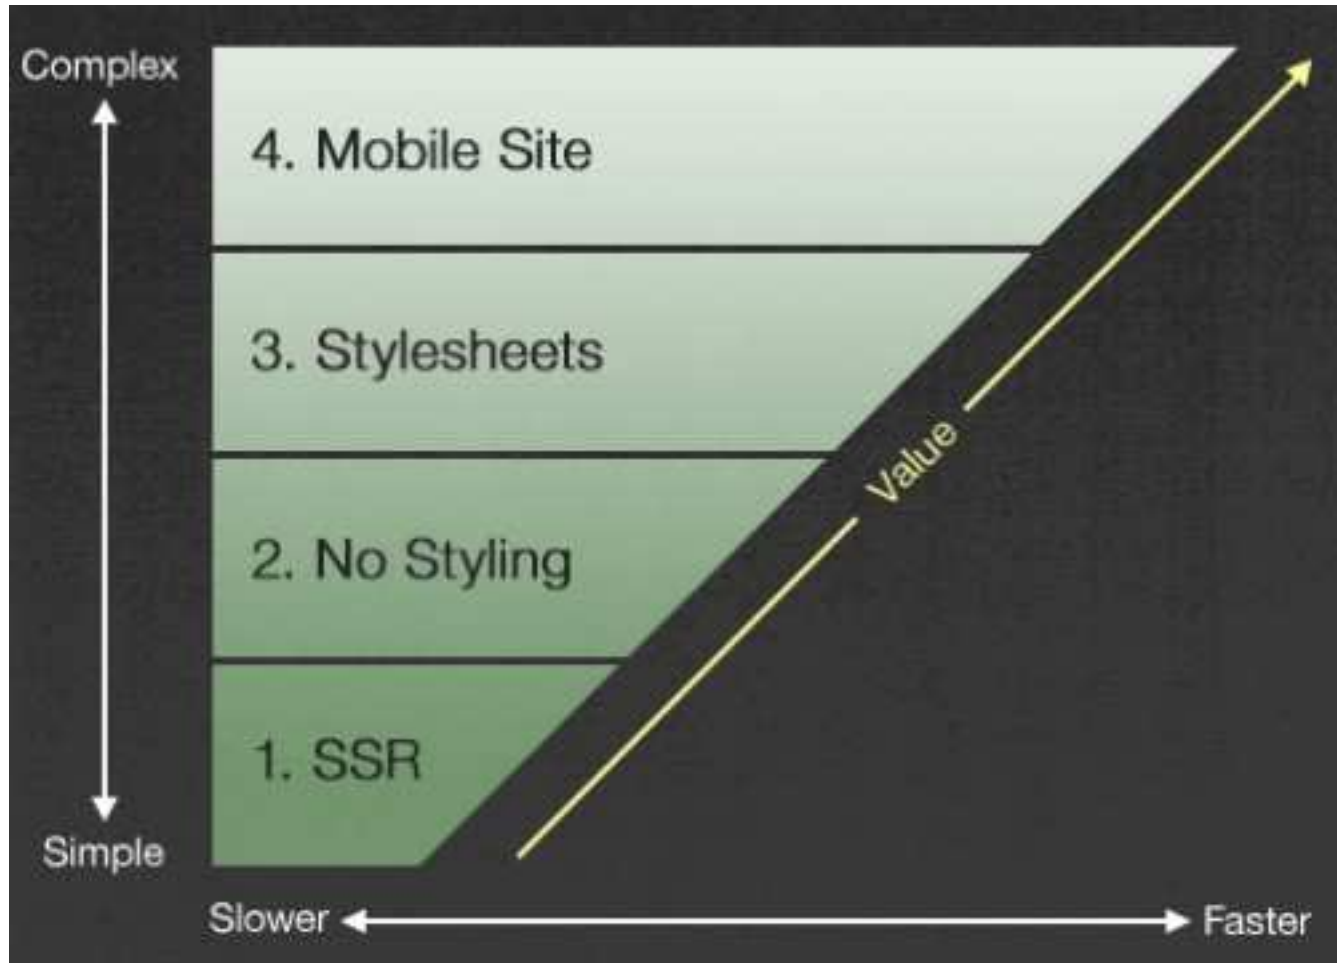 Complex
4. Mobile Site
3. Stylesheets
Value
2. No Styling
1. SSR
Simple
Slower
Faster